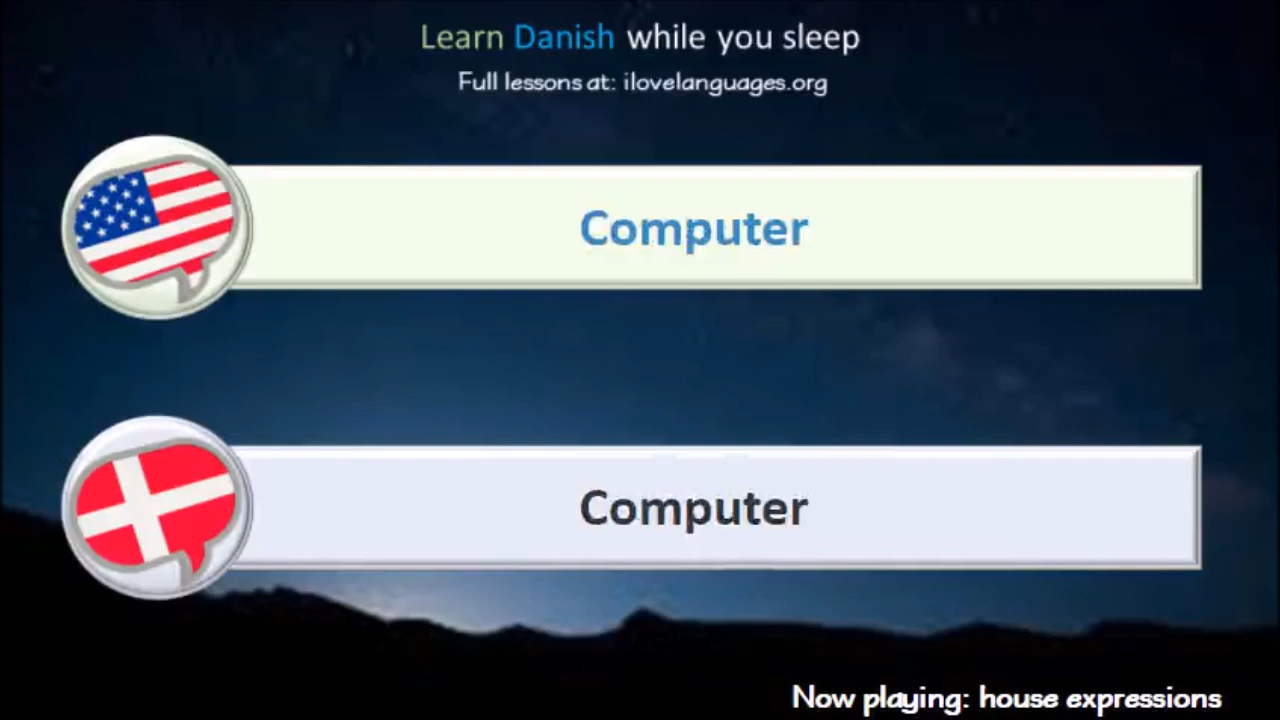 Learn Danish while you sleep
Full lessons at: ilovelanguages.org
Computer
Computer
Now playing: house expressions